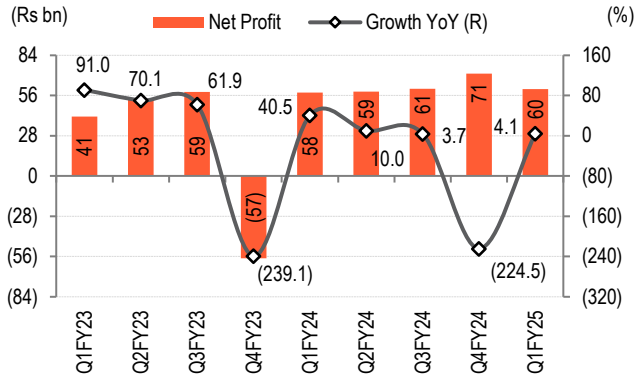 (Rs bn) Net Profit Growth YoY (R) (%)
84 160
56 80
28 0
0 (80)
(28) (160)
(56) (240)
(84) (320)
91.0 70.1 61.9 (239.1) 40.5 10.0 3.7 (224.5) 4.1
41 53 59 (57) 58 59 61 71 60
Q1FY23 Q2FY23 Q3FY23 Q4FY23 Q1FY24 Q2FY24 Q3FY24 Q4FY24 Q1FY25